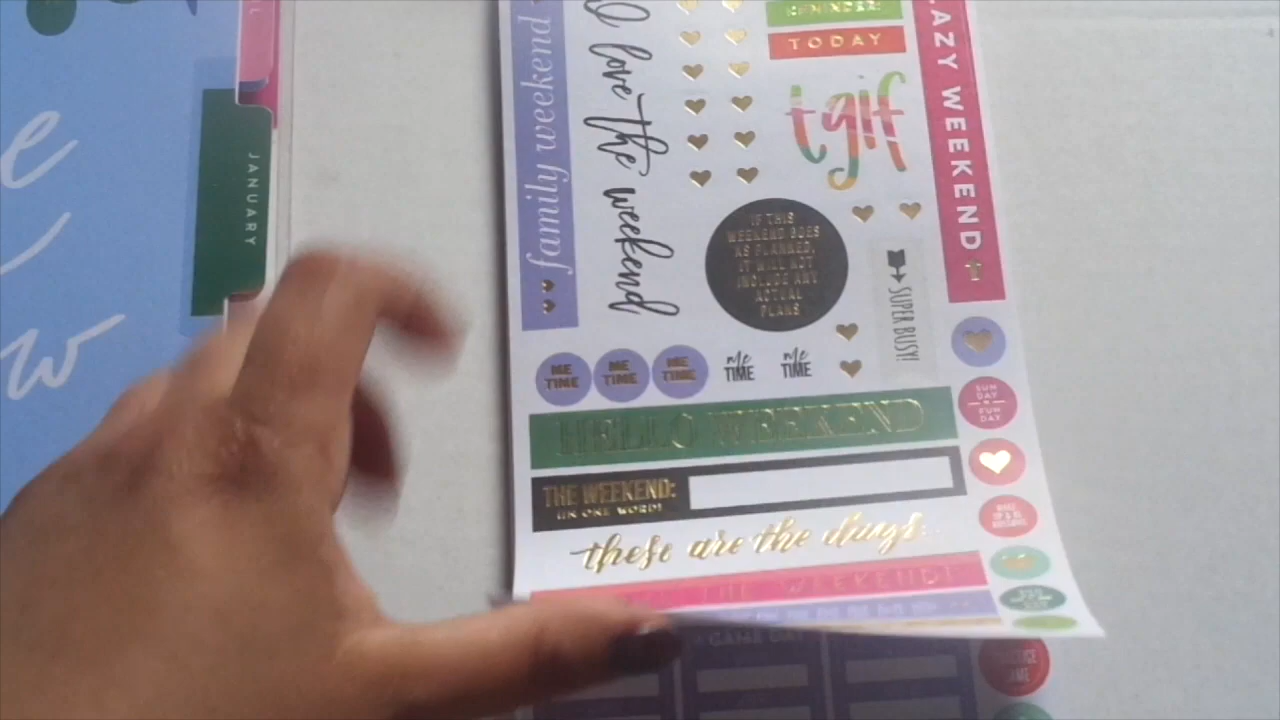 JANUARY
family weekend
I love the weekend
REMINDER!
TODAY
tgif
LAZY WEEKEND
IF THIS
WEEKEND GOES
AS PLANNED,
IT WILL NOT
INCLUDE ANY
ACTUAL
PLANS
SUPER BUSY!
ME
TIME
ME
TIME
ME
TIME
me
TIME
me
TIME
SUN
DAY
FUN
DAY
HELLO WEEKEND
THE WEEKEND:
(IN ONE WORD)
these are the days
THE WEEKEND!
GAME DAY